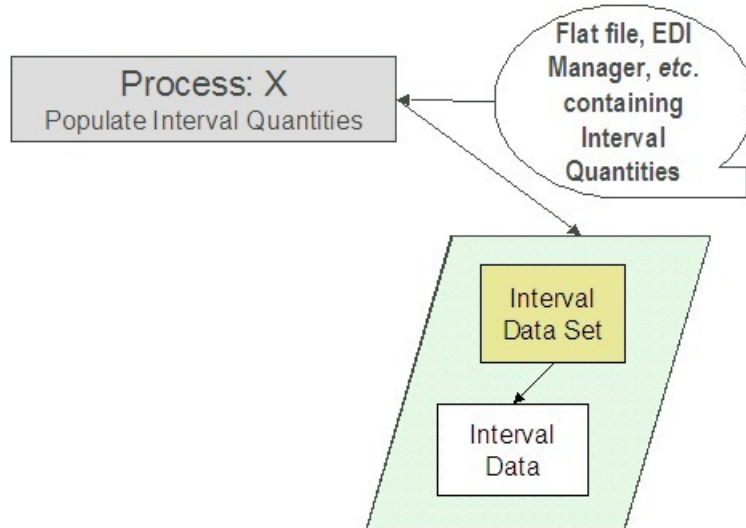 Process: X
Populate Interval Quantities
Flat file, EDI
Manager, etc.
containing
Interval
Quantities
Interval
Data Set
Interval
Data